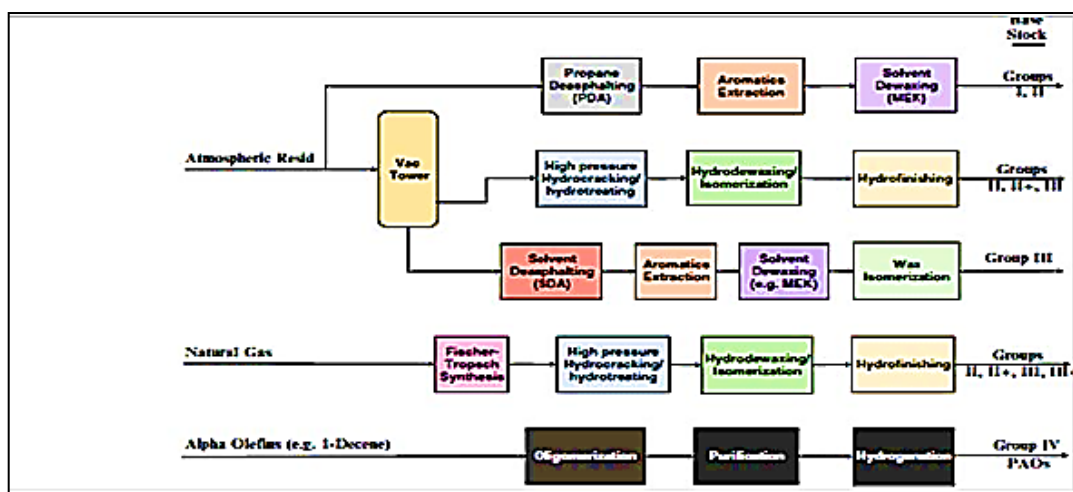 Base
Stock
Propane
Deasphalting
(PDA)
Aromatics
Extraction
Solvent
Dewaxing
(MEK)
Groups
I, II
Atmospheric Resid
Vac
Tower
High pressure
Hydrocracking/
hydrotreating
Hydrodewaxing/
Isomerization
Hydrofinishing
Groups
II, II+, III
Solvent
Deasphalting
(SDA)
Aromatics
Extraction
Solvent
Dewaxing
(e.g. MEK)
Wax
Isomerization
Group III
Natural Gas
Fischer-
Tropsch
Synthesis
High pressure
Hydrocracking/
hydrotreating
Hydrodewaxing/
Isomerization
Hydrofinishing
Groups
II, II+, III, III+
Alpha Olefins (e.g. 1-Decene)
Oligomerization
Purification
Hydrogenation
Group IV
PAOs